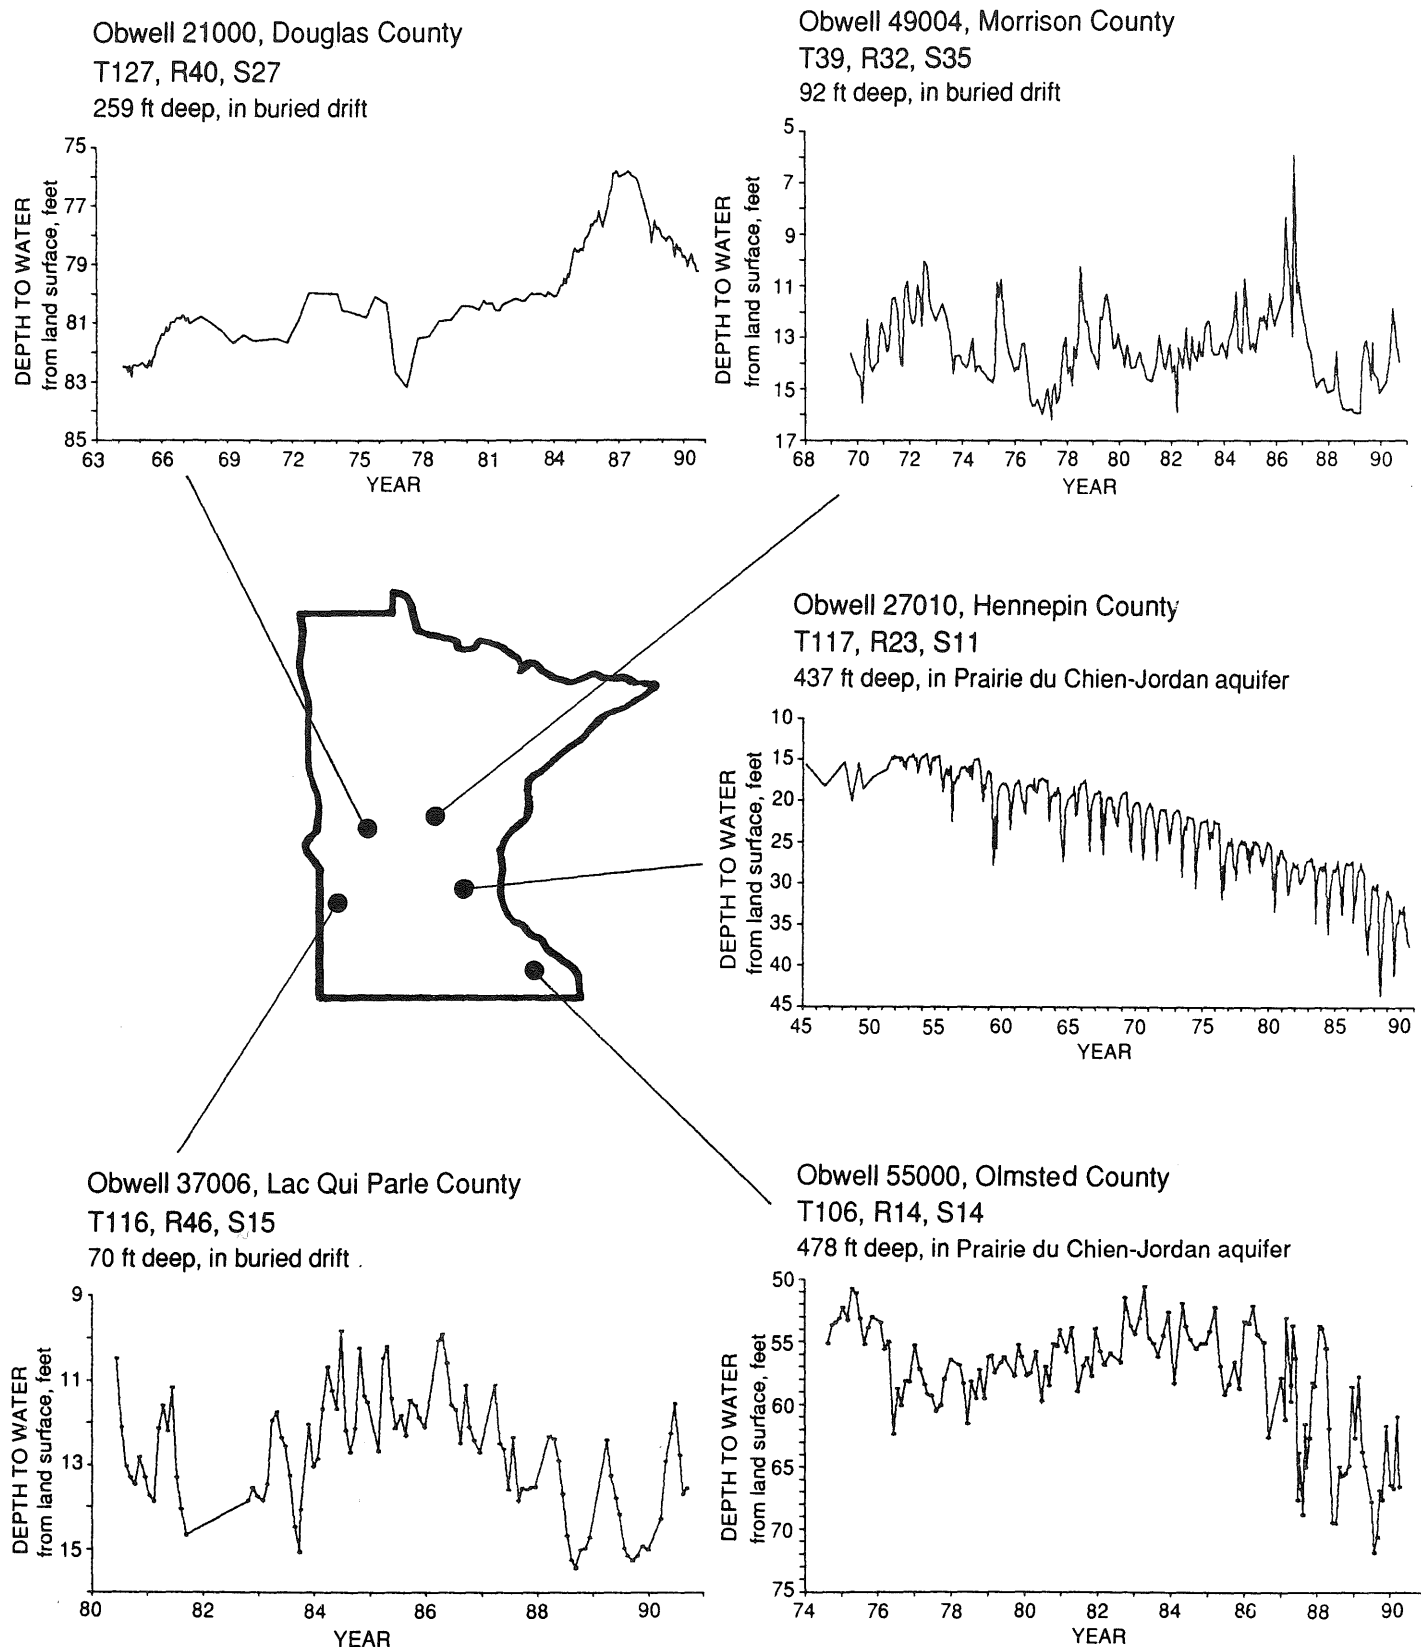 Obwell 21000, Douglas County
T127, R40, S27
259 ft deep, in buried drift
75
77
79
81
83
85
DEPTH TO WATER
from land surface, feet
63 66 69 72 75 78 81 84 87 90
YEAR
Obwell 49004, Morrison County
T39, R32, S35
92 ft deep, in buried drift
5
7
9
11
13
15
17
DEPTH TO WATER
from land surface, feet
68 70 72 74 76 78 80 82 84 86 88 90
YEAR
Obwell 27010, Hennepin County
T117, R23, S11
437 ft deep, in Prairie du Chien-Jordan aquifer
10
15
20
25
30
35
40
45
DEPTH TO WATER
from land surface, feet
45 50 55 60 65 70 75 80 85 90
YEAR
Obwell 37006, Lac Qui Parle County
T116, R46, S15
70 ft deep, in buried drift
9
11
13
15
DEPTH TO WATER
from land surface, feet
80 82 84 86 88 90
YEAR
Obwell 55000, Olmsted County
T106, R14, S14
478 ft deep, in Prairie du Chien-Jordan aquifer
50
55
60
65
70
75
DEPTH TO WATER
from land surface, feet
74 76 78 80 82 84 86 88 90
YEAR